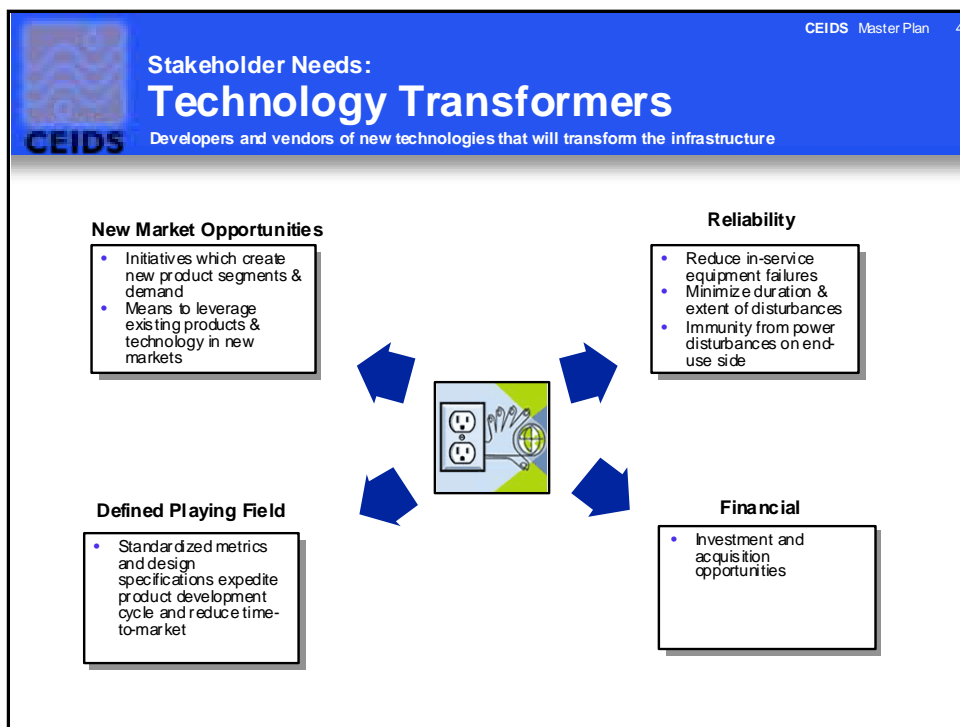 CEIDS Master Plan 4
Stakeholder Needs:
Technology Transformers
Developers and vendors of new technologies that will transform the infrastructure
CEIDS
New Market Opportunities
• Initiatives which create
new product segments &
demand
• Means to leverage
existing products &
technology in new
markets
Reliability
• Reduce in-service
equipment failures
• Minimize duration &
extent of disturbances
• Immunity from power
disturbances on end-
use side
Defined Playing Field
• Standardized metrics
and design
specifications expedite
product development
cycle and reduce time-
to-market
Financial
• Investment and
acquisition
opportunities